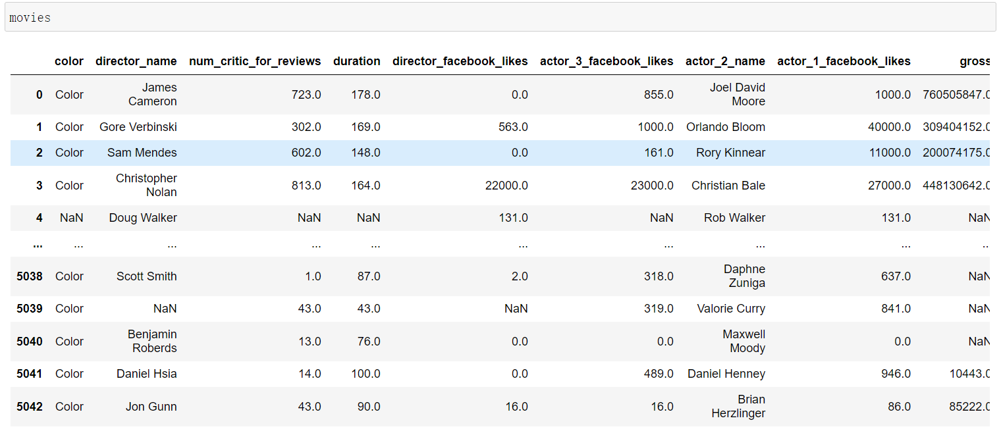 movies
color director_name num_critic_for_reviews duration director_facebook_likes actor_3_facebook_likes actor_2_name actor_1_facebook_likes gross
0 Color James Cameron 723.0 178.0 0.0 855.0 Joel David Moore 1000.0 760505847.0
1 Color Gore Verbinski 302.0 169.0 563.0 1000.0 Orlando Bloom 40000.0 309404152.0
2 Color Sam Mendes 602.0 148.0 0.0 161.0 Rory Kinnear 11000.0 200074175.0
3 Color Christopher Nolan 813.0 164.0 22000.0 23000.0 Christian Bale 27000.0 448130642.0
4 NaN Doug Walker NaN NaN 131.0 NaN Rob Walker 131.0 NaN
... ... ... ... ... ... ... ... ... ..
5038 Color Scott Smith 1.0 87.0 2.0 318.0 Daphne Zuniga 637.0 NaN
5039 Color NaN 43.0 43.0 NaN 319.0 Valorie Curry 841.0 NaN
5040 Color Benjamin Roberds 13.0 76.0 0.0 0.0 Maxwell Moody 0.0 NaN
5041 Color Daniel Hsia 14.0 100.0 0.0 489.0 Daniel Henney 946.0 10443.0
5042 Color Jon Gunn 43.0 90.0 16.0 16.0 Brian Herzlinger 86.0 85222.0